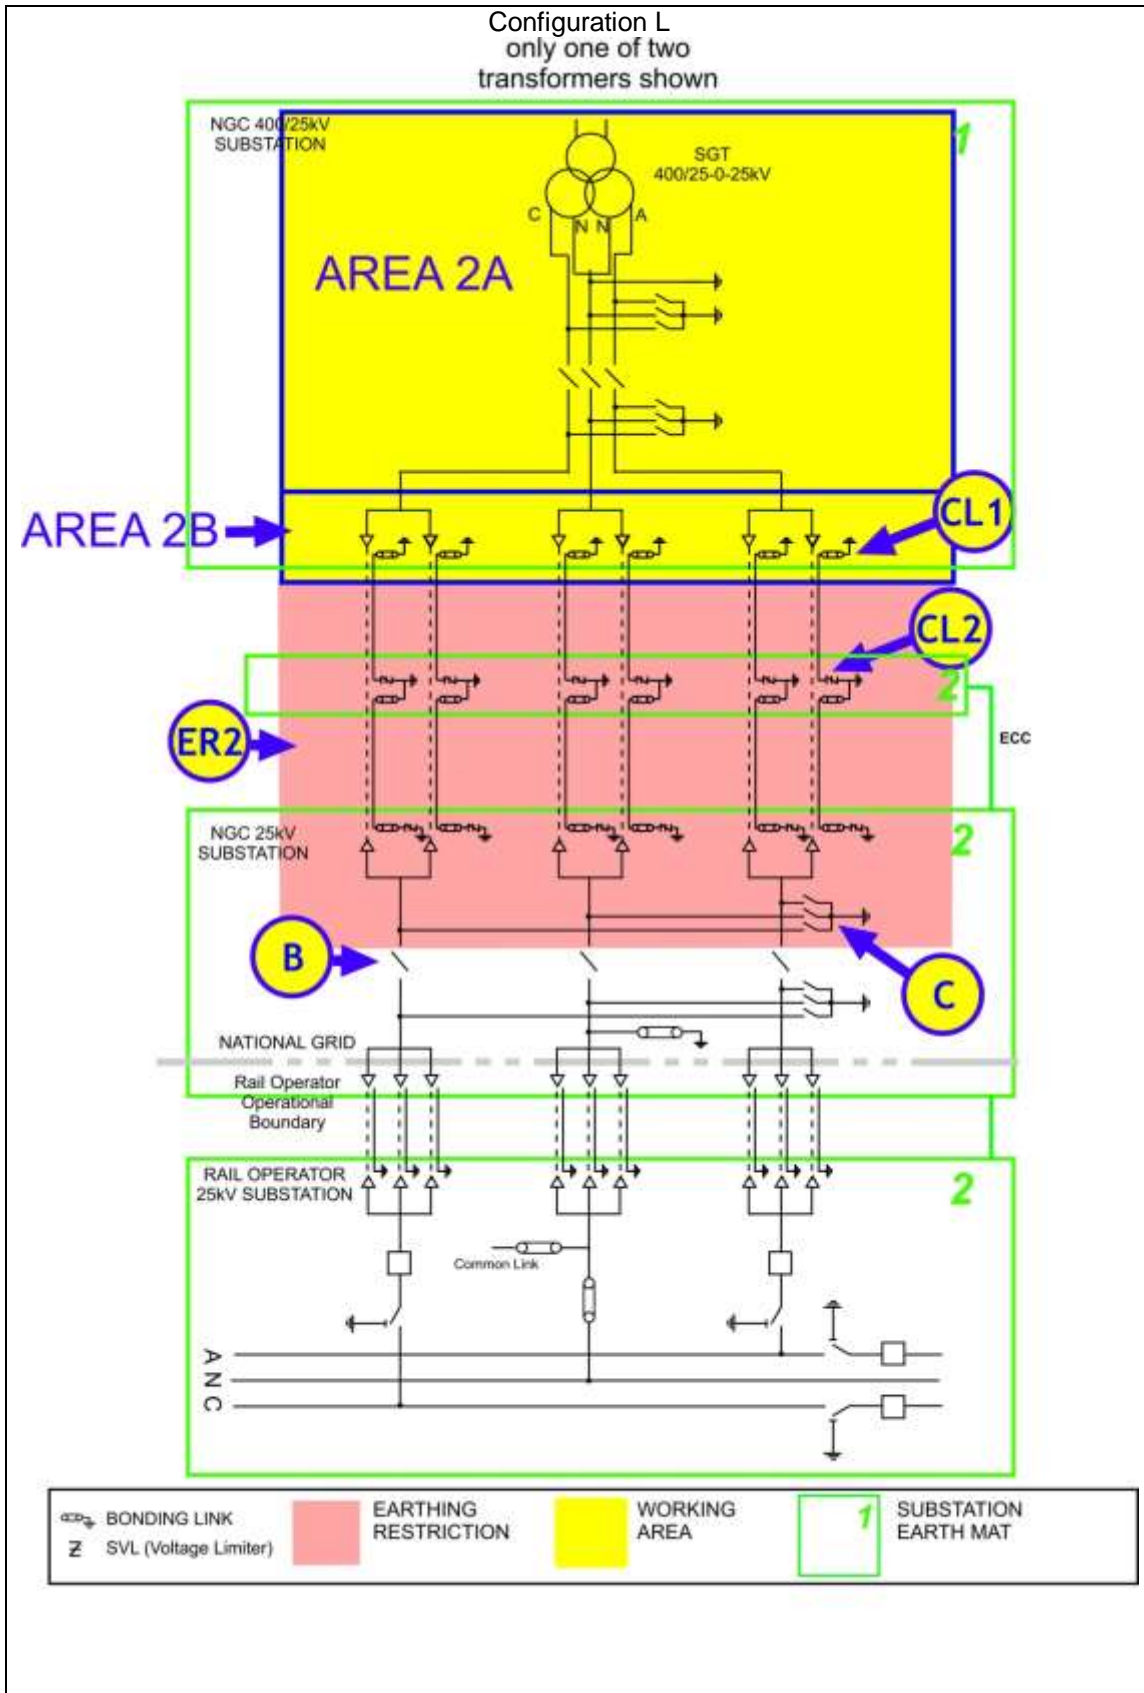 Configuration L
only one of two
transformers shown
NGC 400/25kV
SUBSTATION
1
SGT
400/25-0-25kV
C
N
N
A
AREA 2A
AREA 2B
CL1
CL2
2
ER2
ECC
NGC 25kV
SUBSTATION
2
B
C
NATIONAL GRID
Rail Operator
Operational
Boundary
RAIL OPERATOR
25kV SUBSTATION
2
Common Link
A
N
C
BONDING LINK
SVL (Voltage Limiter)
EARTHING
RESTRICTION
WORKING
AREA
1
SUBSTATION
EARTH MAT